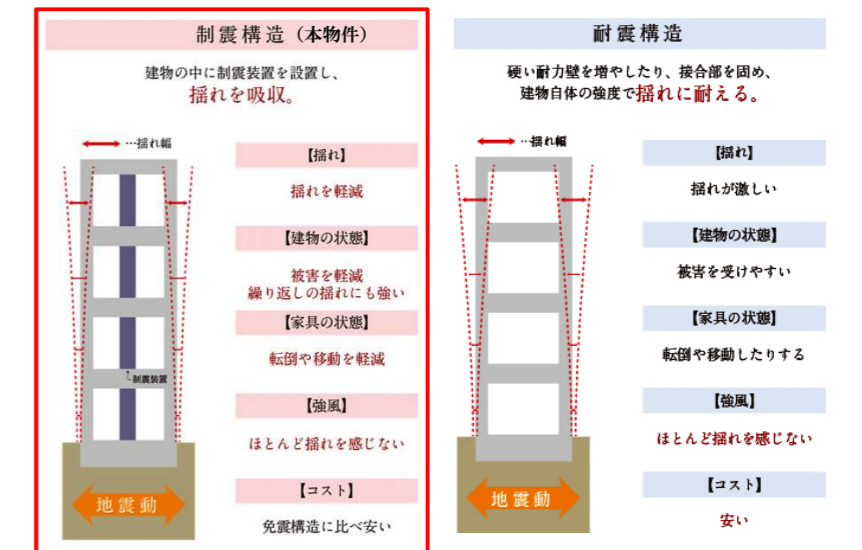 制震構造（本物件）
建物の中に制震装置を設置し、
揺れを吸収。
…揺れ幅
【揺れ】
揺れを軽減
【建物の状態】
被害を軽減
繰り返しの揺れにも強い
【家具の状態】
転倒や移動を軽減
制震装置
【強風】
ほとんど揺れを感じない
【コスト】
免震構造に比べ安い
地震動
耐震構造
硬い耐力壁を増やしたり、接合部を固め、
建物自体の強度で揺れに耐える。
…揺れ幅
【揺れ】
揺れが激しい
【建物の状態】
被害を受けやすい
【家具の状態】
転倒や移動したりする
【強風】
ほとんど揺れを感じない
【コスト】
安い
地震動